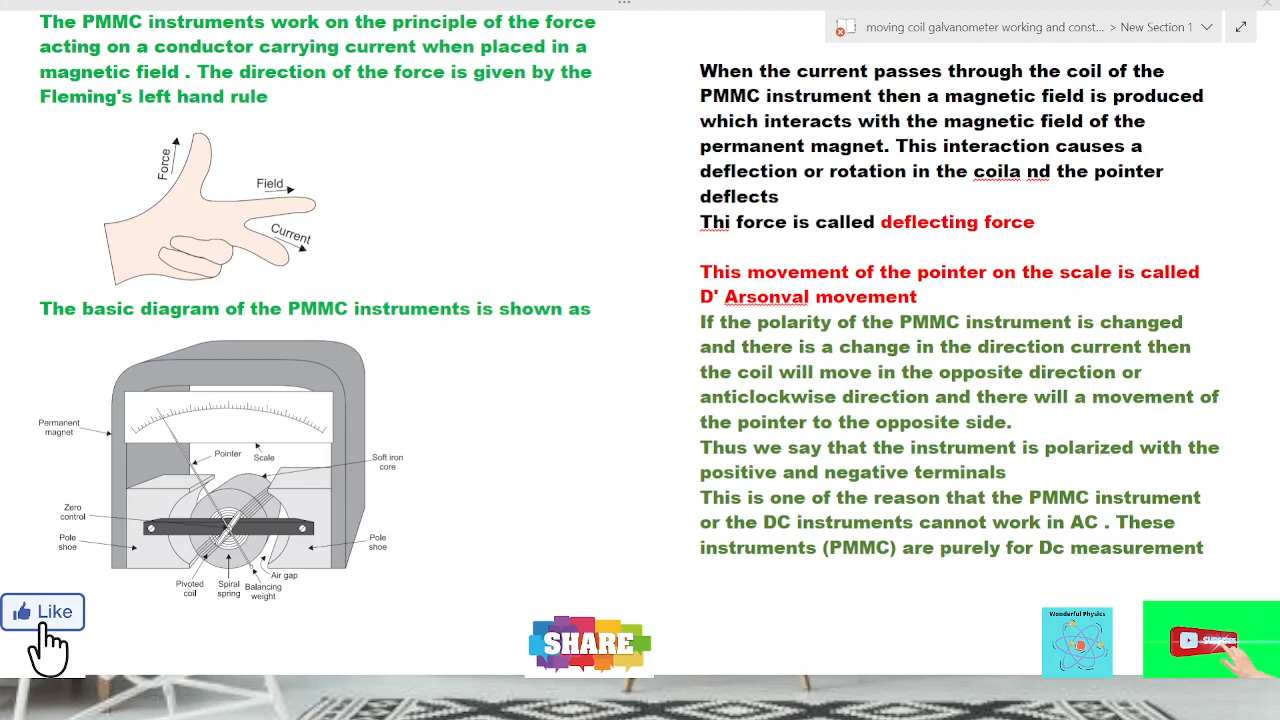 The PMMC instruments work on the principle of the force
acting on a conductor carrying current when placed in a
magnetic field . The direction of the force is given by the
Fleming's left hand rule
Force
Field
Current
The basic diagram of the PMMC instruments is shown as
Permanent
magnet
Pointer
Scale
Soft iron
core
Zero
control
Pole
shoe
Pole
shoe
Pivoted
coil
Spiral
spring
Balancing
weight
Air gap
Like
SHARE
moving coil galvanometer working and const... > New Section 1
When the current passes through the coil of the
PMMC instrument then a magnetic field is produced
which interacts with the magnetic field of the
permanent magnet. This interaction causes a
deflection or rotation in the coila nd the pointer
deflects
Thi force is called deflecting force
This movement of the pointer on the scale is called
D' Arsonval movement
If the polarity of the PMMC instrument is changed
and there is a change in the direction current then
the coil will move in the opposite direction or
anticlockwise direction and there will a movement of
the pointer to the opposite side.
Thus we say that the instrument is polarized with the
positive and negative terminals
This is one of the reason that the PMMC instrument
or the DC instruments cannot work in AC . These
instruments (PMMC) are purely for Dc measurement
Wonderful Physics